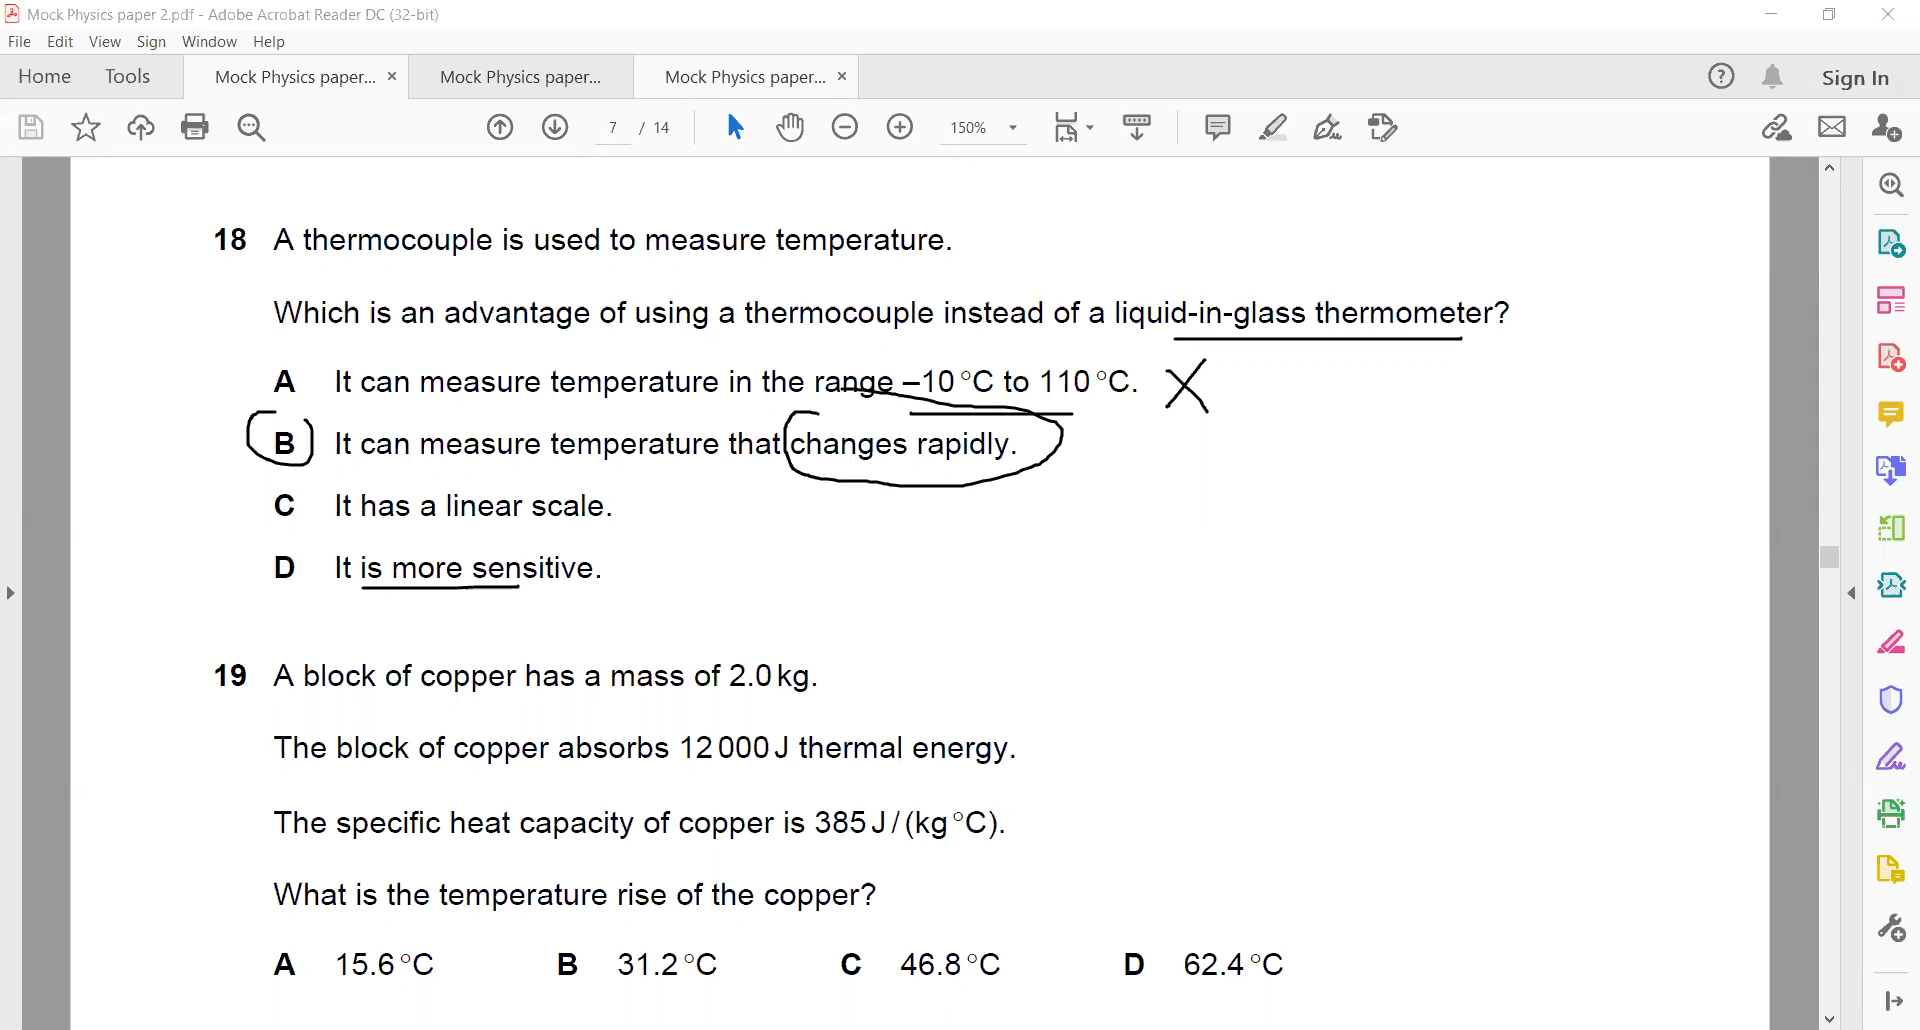 Mock Physics paper 2.pdf - Adobe Acrobat Reader DC (32-bit)
File Edit View Sign Window Help
Home Tools Mock Physics paper... × Mock Physics paper... Mock Physics paper... × Sign In
7 / 14 150%
18 A thermocouple is used to measure temperature.
Which is an advantage of using a thermocouple instead of a liquid-in-glass thermometer?
A It can measure temperature in the range –10 °C to 110 °C.
B It can measure temperature that changes rapidly.
C It has a linear scale.
D It is more sensitive.
19 A block of copper has a mass of 2.0 kg.
The block of copper absorbs 12 000 J thermal energy.
The specific heat capacity of copper is 385 J / (kg °C).
What is the temperature rise of the copper?
A 15.6 °C B 31.2 °C C 46.8 °C D 62.4 °C